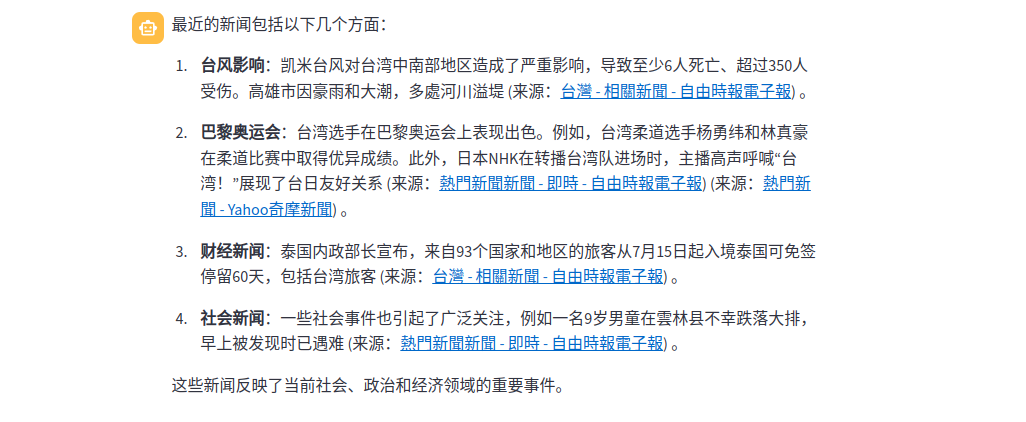 最近的新闻包括以下几个方面：
1. 台风影响：凯米台风对台湾中南部地区造成了严重影响，导致至少6人死亡、超过350人
受伤。高雄市因豪雨和大潮，多處河川溢堤 (来源：台灣 - 相關新聞 - 自由時報電子報) 。
2. 巴黎奥运会：台湾选手在巴黎奥运会上表现出色。例如，台湾柔道选手杨勇纬和林真豪
在柔道比赛中取得优异成绩。此外，日本NHK在转播台湾队进场时，主播高声呼喊“台
湾！”展现了台日友好关系 (来源：熱門新聞新聞 - 即時 - 自由時報電子報) (来源：熱門新
聞 - Yahoo奇摩新聞) 。
3. 财经新闻：泰国内政部长宣布，来自93个国家和地区的旅客从7月15日起入境泰国可免签
停留60天，包括台湾旅客 (来源：台灣 - 相關新聞 - 自由時報電子報) 。
4. 社会新闻：一些社会事件也引起了广泛关注，例如一名9岁男童在雲林县不幸跌落大排，
早上被发现时已遇难 (来源：熱門新聞新聞 - 即時 - 自由時報電子報) 。
这些新闻反映了当前社会、政治和经济领域的重要事件。